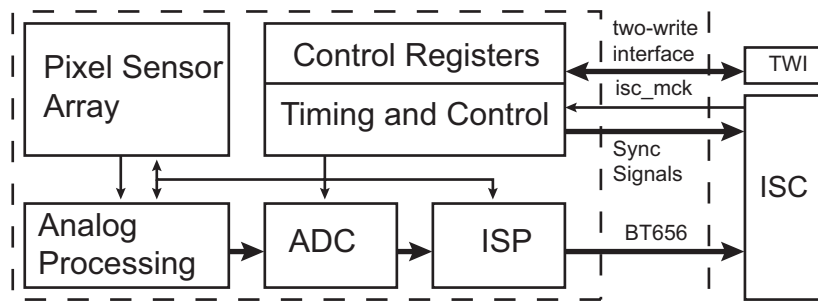 Pixel Sensor
Array
Control Registers
Timing and Control
two-write
interface
TWI
isc_mck
Sync
Signals
ISC
Analog
Processing
ADC
ISP
BT656